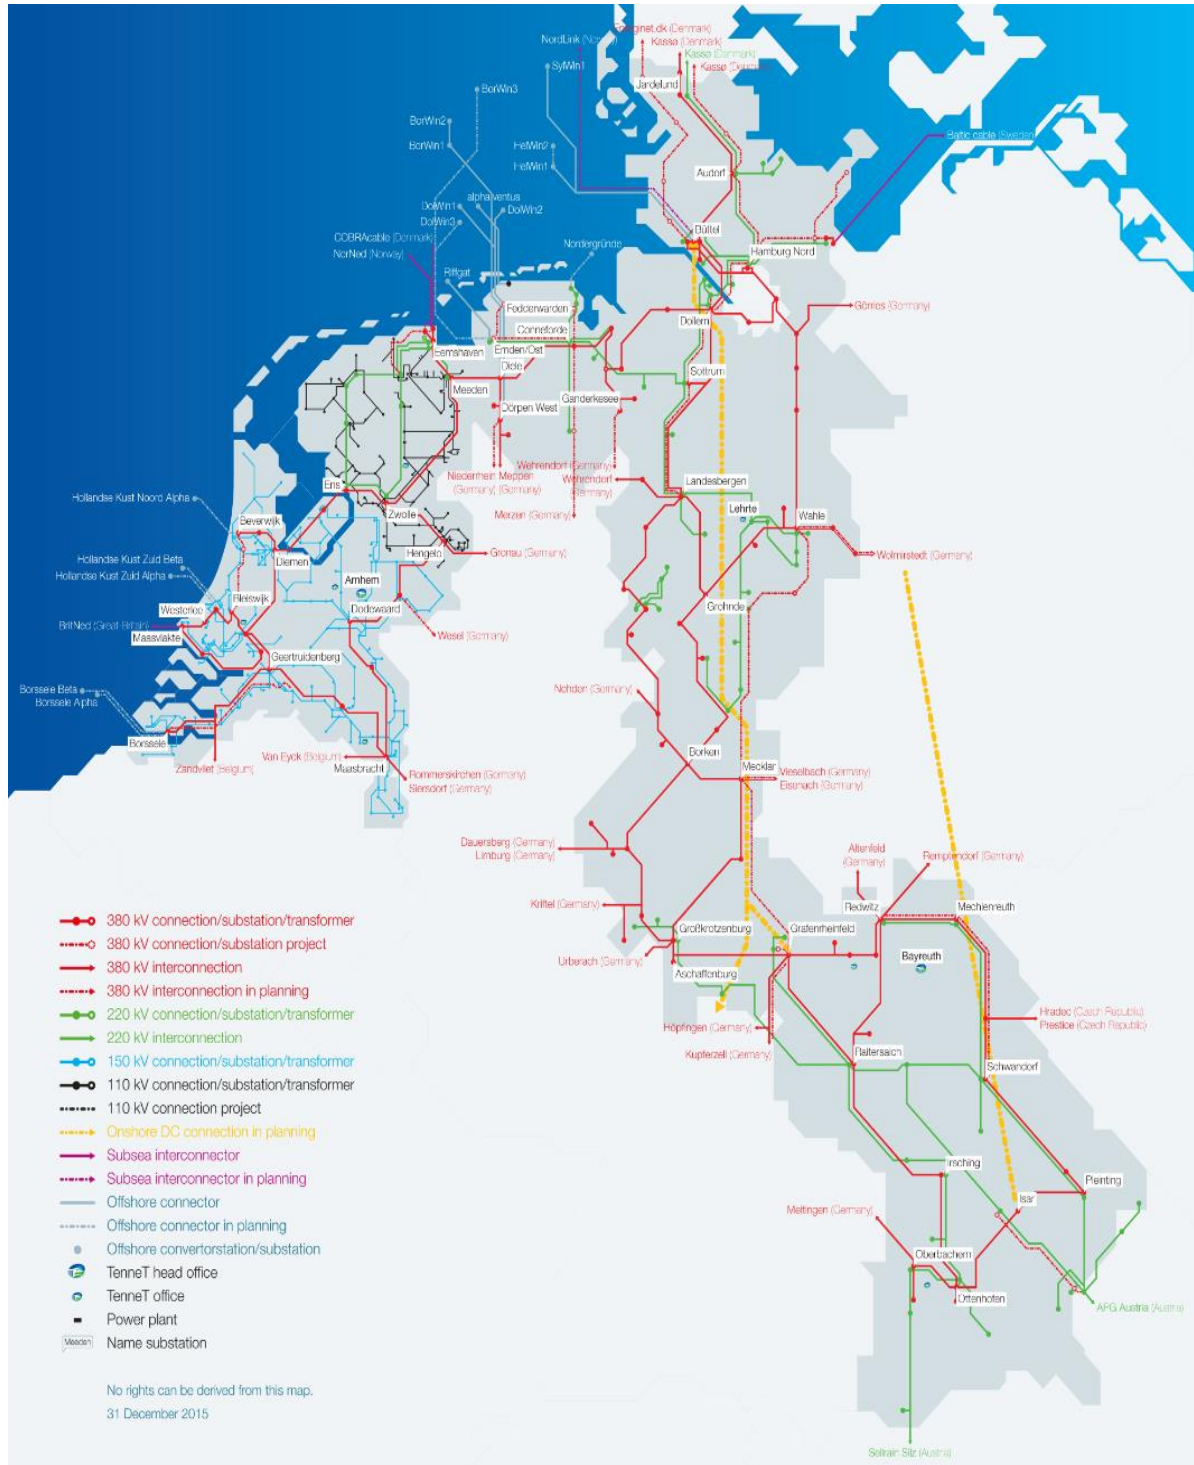 Energinet.dk (Denmark)
NordLink (Norway)
Kassø (Denmark)
Kassø (Denmark)
Kassø (Denmark)
SylWin1
Jardelund
BorWin3
BorWin2
Baltic cable (Sweden)
BorWin1
HelWin2
HelWin1
Audorf
alpha ventus
DolWin1
DolWin2
DolWin3
Büttel
COBRAcable (Denmark)
Nordergründe
NorNed (Norway)
Hamburg Nord
Riffgat
Fedderwarden
Görries (Germany)
Dollern
Conneforde
Eemshaven
Emden/Ost
Diele
Sottrum
Meeden
Ganderkesee
Dörpen West
Wehrendorf (Germany)
Niederrhein Meppen
(Germany) (Germany)
Wehrendorf
(Germany)
Landesbergen
Ens
Hollandse Kust Noord Alpha
Lehrte
Zwolle
Merzen (Germany)
Wahle
Beverwijk
Hengelo
Gronau (Germany)
Wolmirstedt (Germany)
Hollandse Kust Zuid Beta
Diemen
Hollandse Kust Zuid Alpha
Arnhem
Bleiswijk
Westerlee
Dodewaard
Grohnde
BritNed (Great-Britain)
Maasvlakte
Wesel (Germany)
Geertruidenberg
Borssele Beta
Borssele Alpha
Nehden (Germany)
Borssele
Borken
Van Eyck (Belgium)
Zandvliet (Belgium)
Maasbracht
Mecklar
Vieselbach (Germany)
Eisenach (Germany)
Rommerskirchen (Germany)
Siersdorf (Germany)
Dauersberg (Germany)
Limburg (Germany)
Altenfeld
(Germany)
Remptendorf (Germany)
Kriftel (Germany)
Redwitz
Mechlenreuth
380 kV connection/substation/transformer
Großkrotzenburg
Grafenrheinfeld
380 kV connection/substation project
Urberach (Germany)
Bayreuth
380 kV interconnection
Aschaffenburg
380 kV interconnection in planning
220 kV connection/substation/transformer
Höpfingen (Germany)
Hradec (Czech Republic)
Prestice (Czech Republic)
220 kV interconnection
Kupferzell (Germany)
Raitersaich
150 kV connection/substation/transformer
Schwandorf
110 kV connection/substation/transformer
110 kV connection project
Onshore DC connection in planning
Subsea interconnector
Irsching
Subsea interconnector in planning
Pleinting
Isar
Offshore connector
Meitingen (Germany)
Offshore connector in planning
Offshore convertorstation/substation
Oberbachern
TenneT head office
TenneT office
Ottenhofen
APG Austria (Austria)
Power plant
Meeden
Name substation
No rights can be derived from this map.
31 December 2015
Sellrain Silz (Austria)